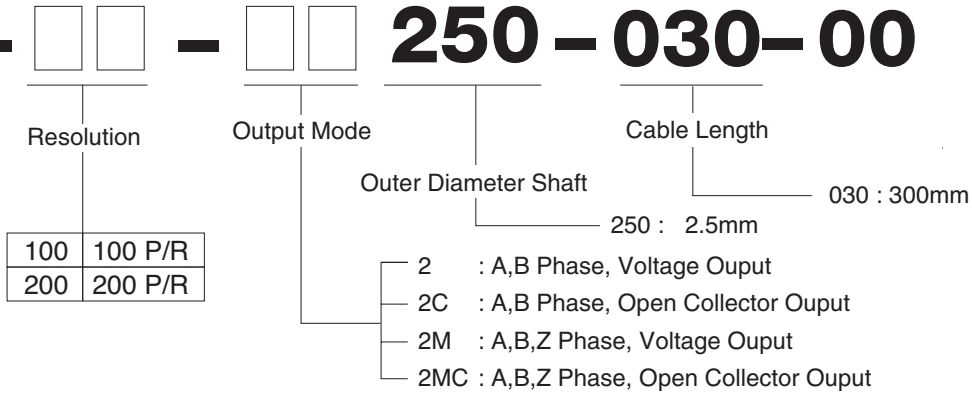 - - 250-030-00
Resolution
Output Mode
Cable Length
Outer Diameter Shaft
030 : 300mm
250 : 2.5mm
100 100 P/R
200 200 P/R
2 : A,B Phase, Voltage Ouput
2C : A,B Phase, Open Collector Ouput
2M : A,B,Z Phase, Voltage Ouput
2MC : A,B,Z Phase, Open Collector Ouput